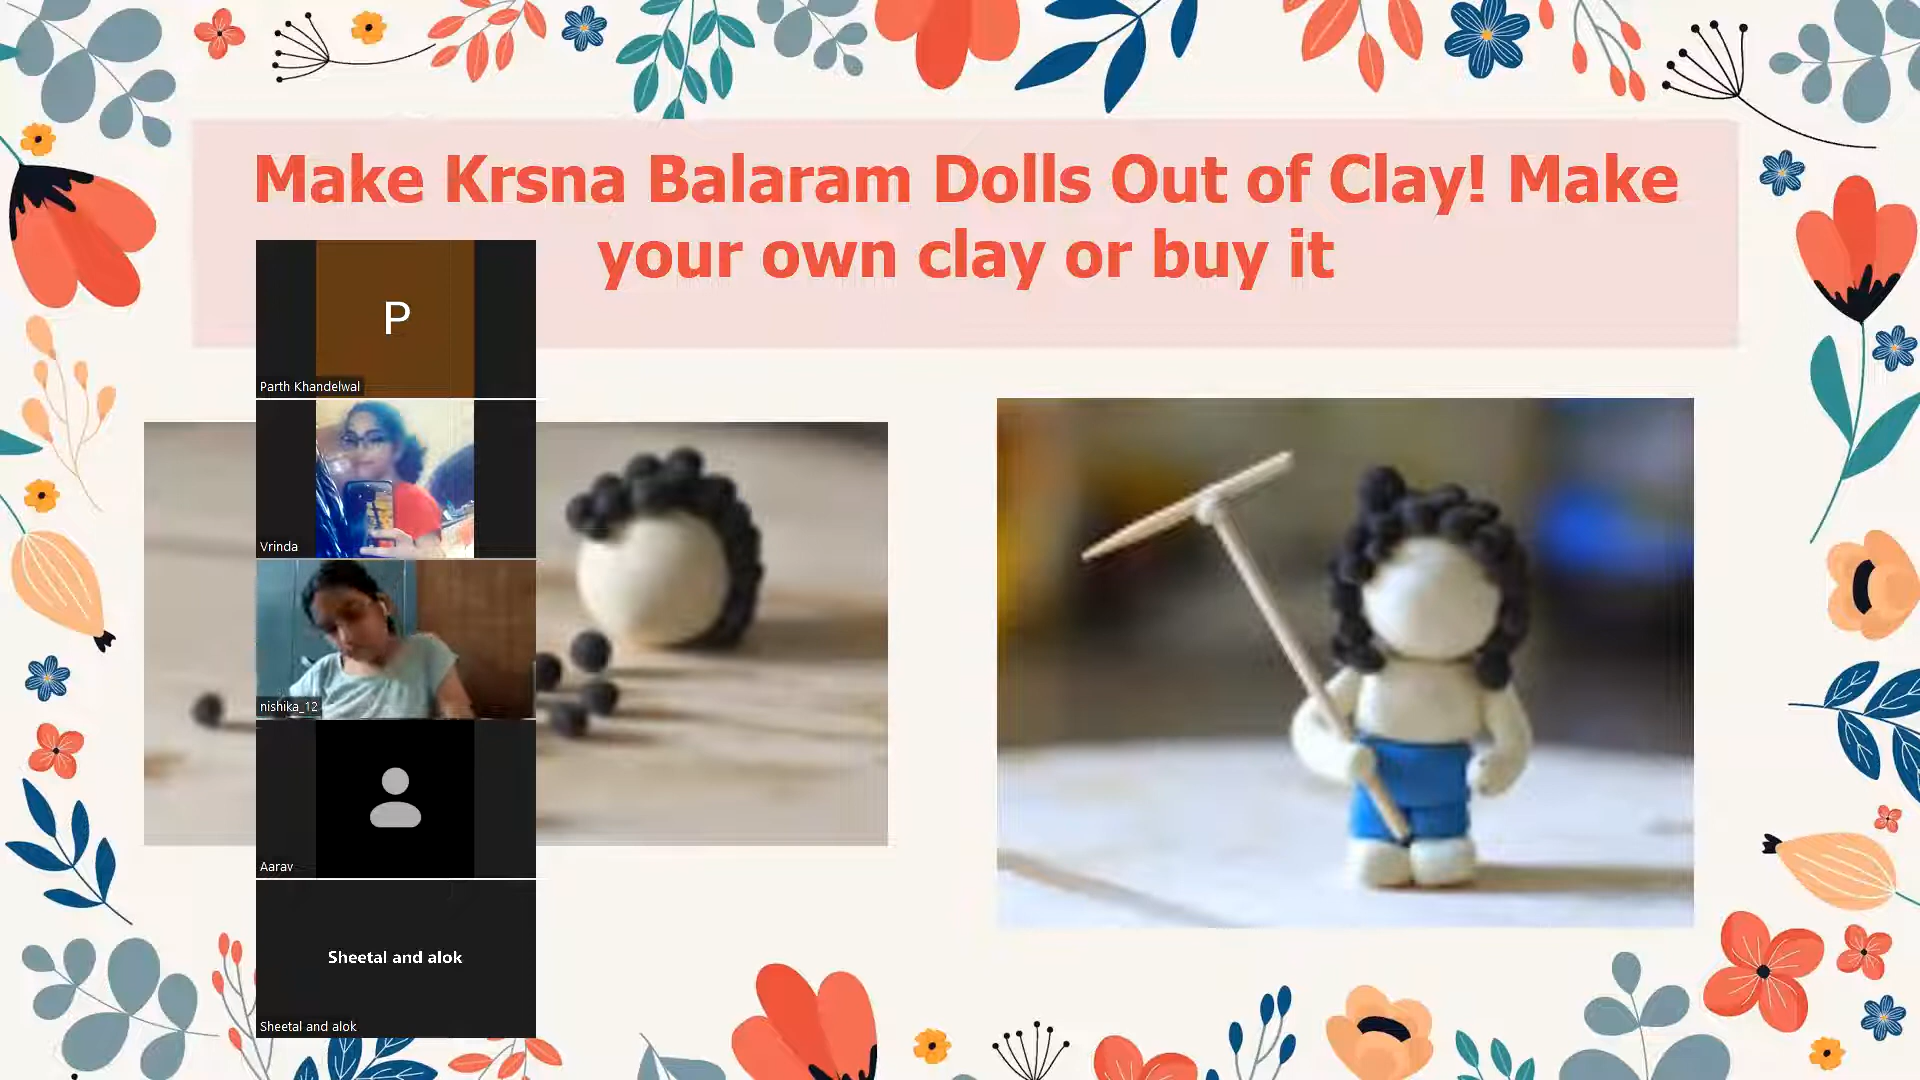 Make Krsna Balaram Dolls Out of Clay! Make
your own clay or buy it
P
Parth Khandelwal
Vrinda
nishika_12
Aarav
Sheetal and alok
Sheetal and alok